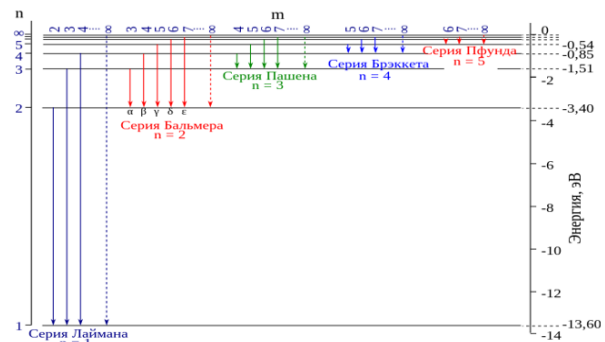 n
m
2 3 4 ..... ∞
3 4 5 6 7 ..... ∞
4 5 6 7 ..... ∞
5 6 7 ..... ∞
6 7 ..... ∞
∞
5
4
3
2
1
0
-0,54
-0,85
-1,51
-2
-3,40
-4
-6
-8
-10
-12
-13,60
-14
Энергия, эВ
Серия Пфунда
n = 5
Серия Брэккета
n = 4
Серия Пашена
n = 3
α β γ δ ε
Серия Бальмера
n = 2
Серия Лаймана
n = 1